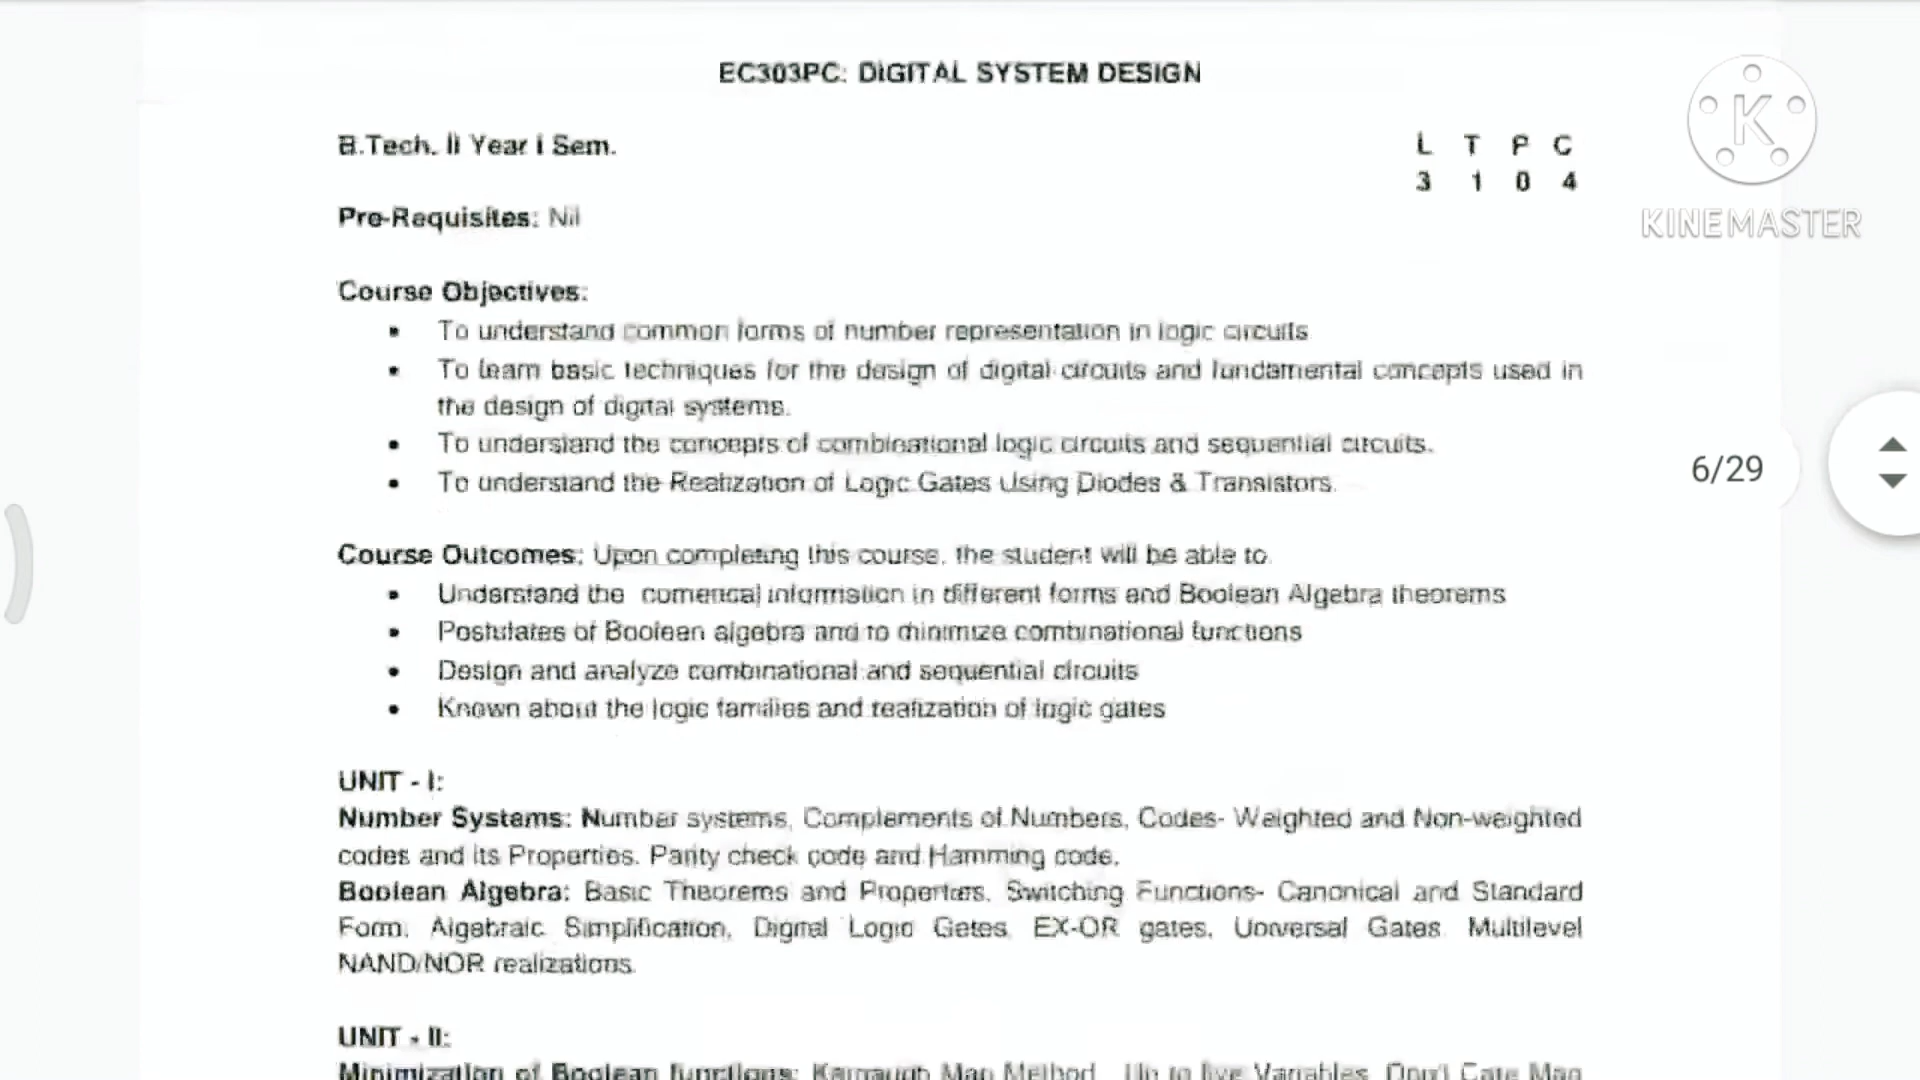 EC303PC: DIGITAL SYSTEM DESIGN
B.Tech. II Year I Sem.
L T P C
3 1 0 4
KINEMASTER
Pre-Requisites: Nil
Course Objectives:
• To understand common forms of number representation in logic circuits
• To learn basic techniques for the design of digital circuits and fundamental concepts used in
the design of digital systems.
• To understand the concepts of combinational logic circuits and sequential circuits.
• To understand the Realization of Logic Gates Using Diodes & Transistors.
6/29
Course Outcomes: Upon completing this course, the student will be able to
• Understand the numerical information in different forms and Boolean Algebra theorems
• Postulates of Boolean algebra and to minimize combinational functions
• Design and analyze combinational and sequential circuits
• Known about the logic families and realization of logic gates
UNIT - I:
Number Systems: Number systems, Complements of Numbers, Codes- Weighted and Non-weighted
codes and its Properties, Parity check code and Hamming code.
Boolean Algebra: Basic Theorems and Properties, Switching Functions- Canonical and Standard
Form, Algebraic Simplification, Digital Logic Gates, EX-OR gates, Universal Gates, Multilevel
NAND/NOR realizations.
UNIT - II:
Minimization of Boolean functions: Karnaugh Map Method - Up to five Variables, Don't Care Map